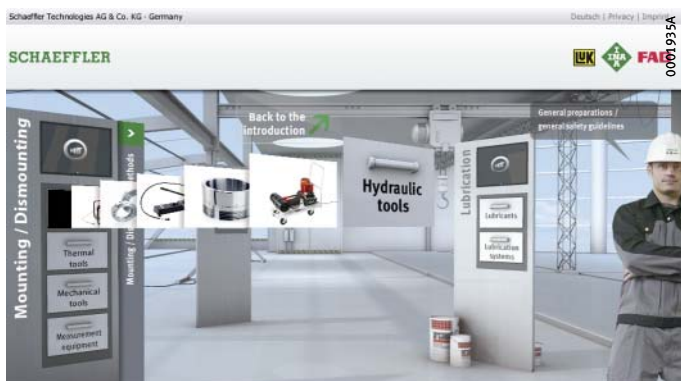 Schaeffler Technologies AG & Co. KG - Germany
Deutsch | Privacy | Imprint
0001935A
SCHAEFFLER
LUK
INA
FAG
Back to the
introduction
General preparations /
general safety guidelines
Mounting / Dismounting
Hydraulic
tools
Lubrication
Lubricants
Lubrication
systems
Thermal
tools
Mechanical
tools
Measurement
equipment